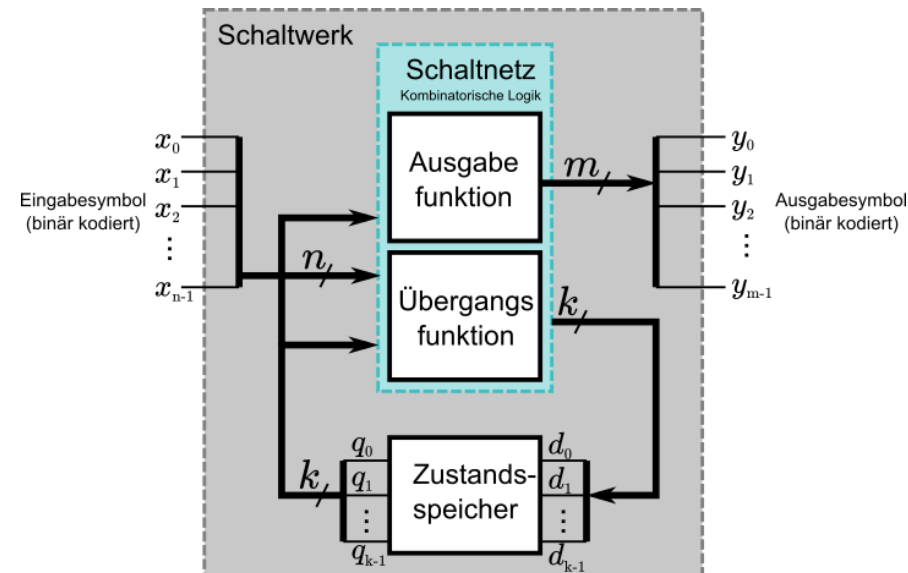 Schaltwerk
Schaltnetz
Kombinatorische Logik
Eingabesymbol
(binär kodiert)
x0
x1
x2
⋮
xn-1
n
Ausgabe
funktion
m
Übergangs
funktion
k
y0
y1
y2
⋮
ym-1
Ausgabesymbol
(binär kodiert)
k
q0
q1
⋮
qk-1
Zustands-
speicher
d0
d1
⋮
dk-1